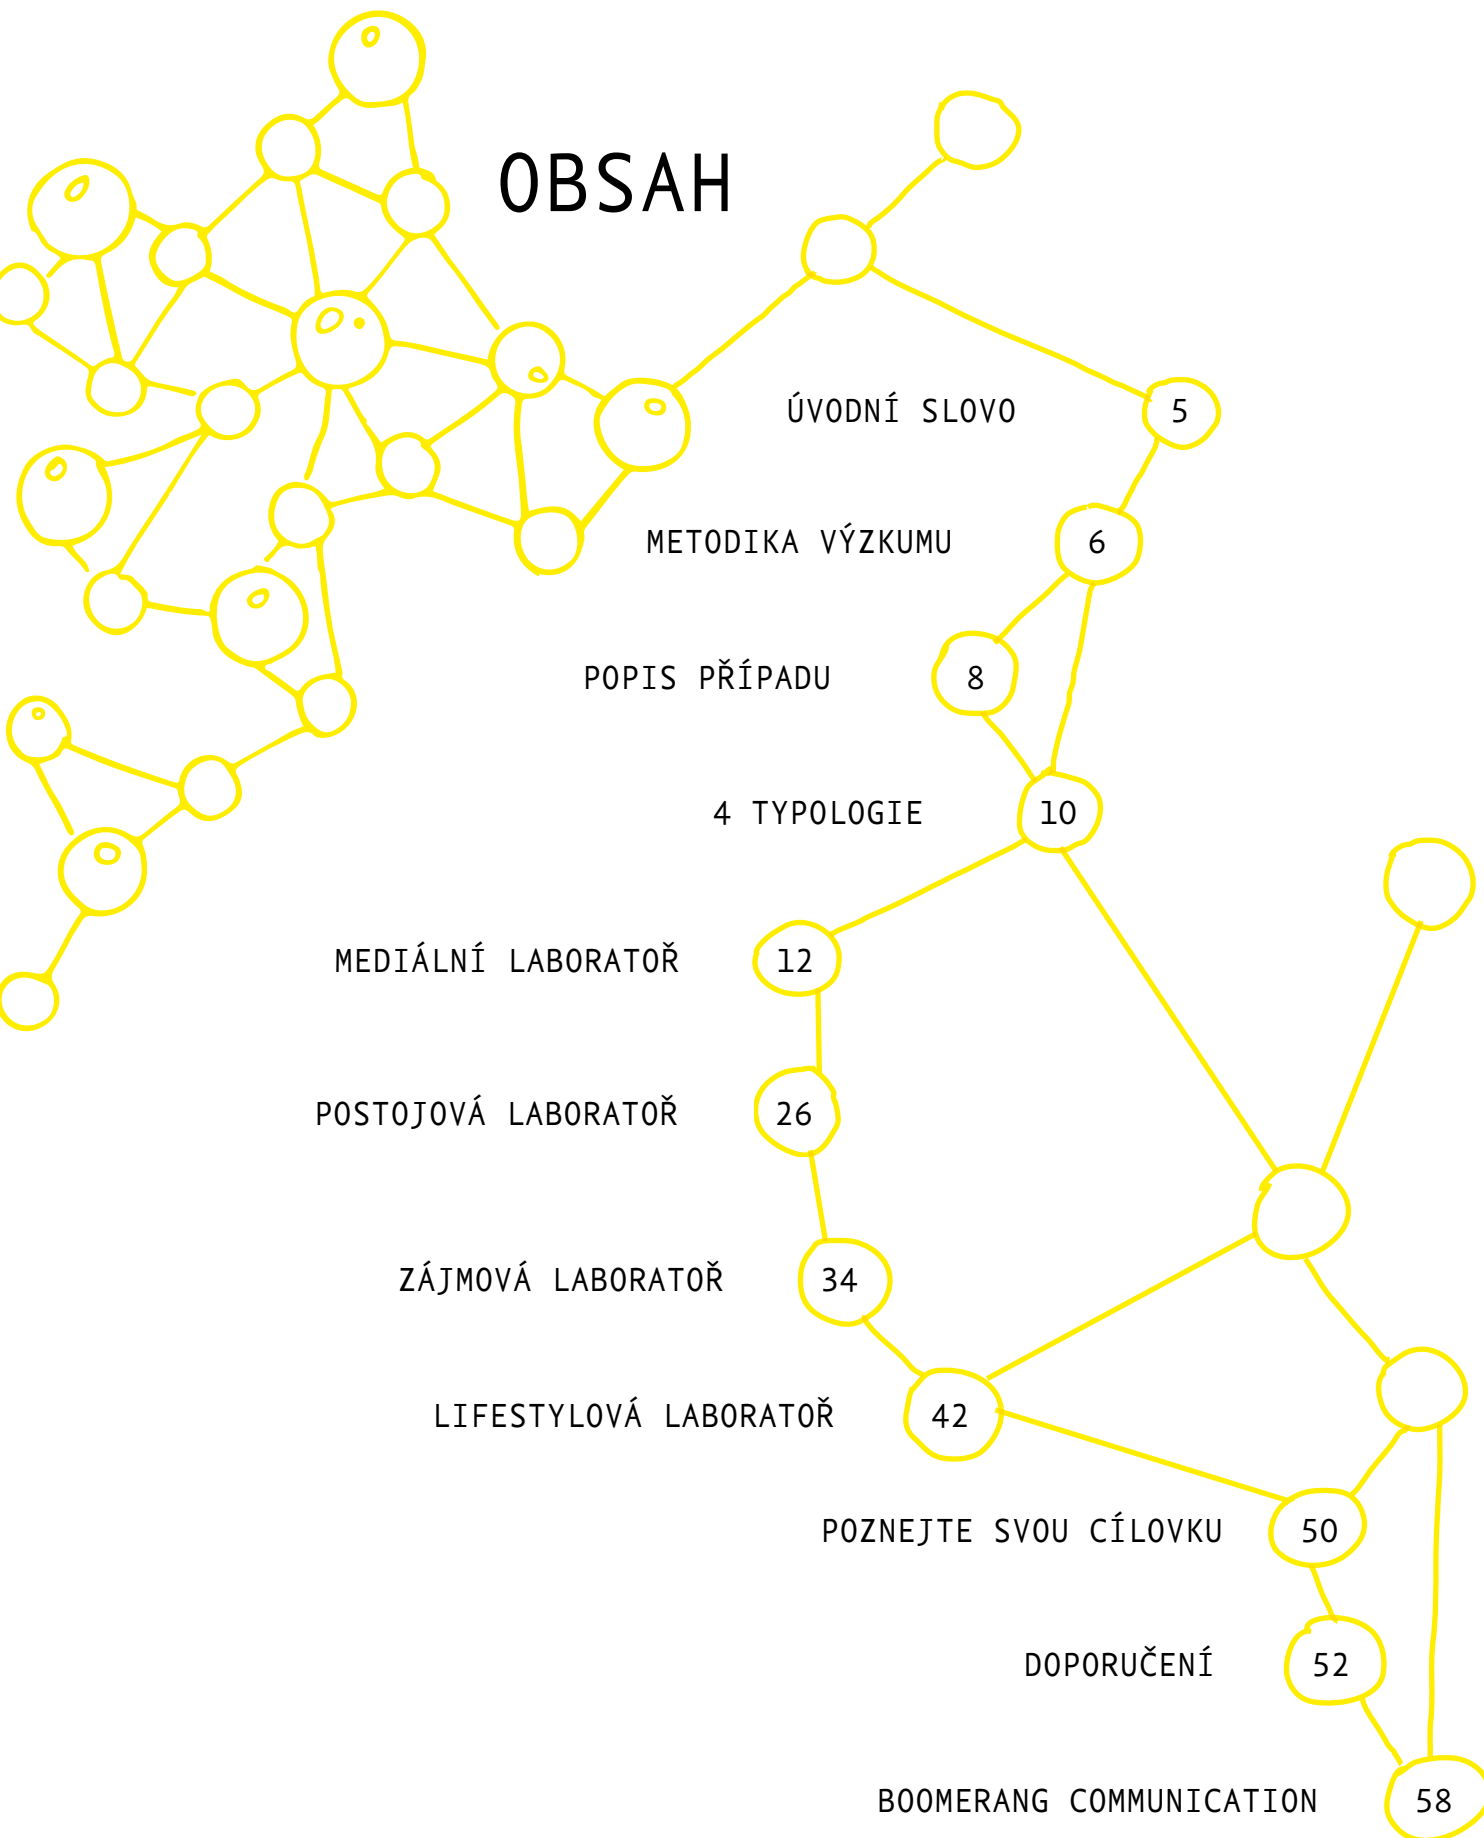 OBSAH
ÚVODNÍ SLOVO 5
METODIKA VÝZKUMU 6
POPIS PŘÍPADU 8
4 TYPOLOGIE 10
MEDIÁLNÍ LABORATOŘ 12
POSTOJOVÁ LABORATOŘ 26
ZÁJMOVÁ LABORATOŘ 34
LIFESTYLOVÁ LABORATOŘ 42
POZNEJTE SVOU CÍLOVKU 50
DOPORUČENÍ 52
BOOMERANG COMMUNICATION 58